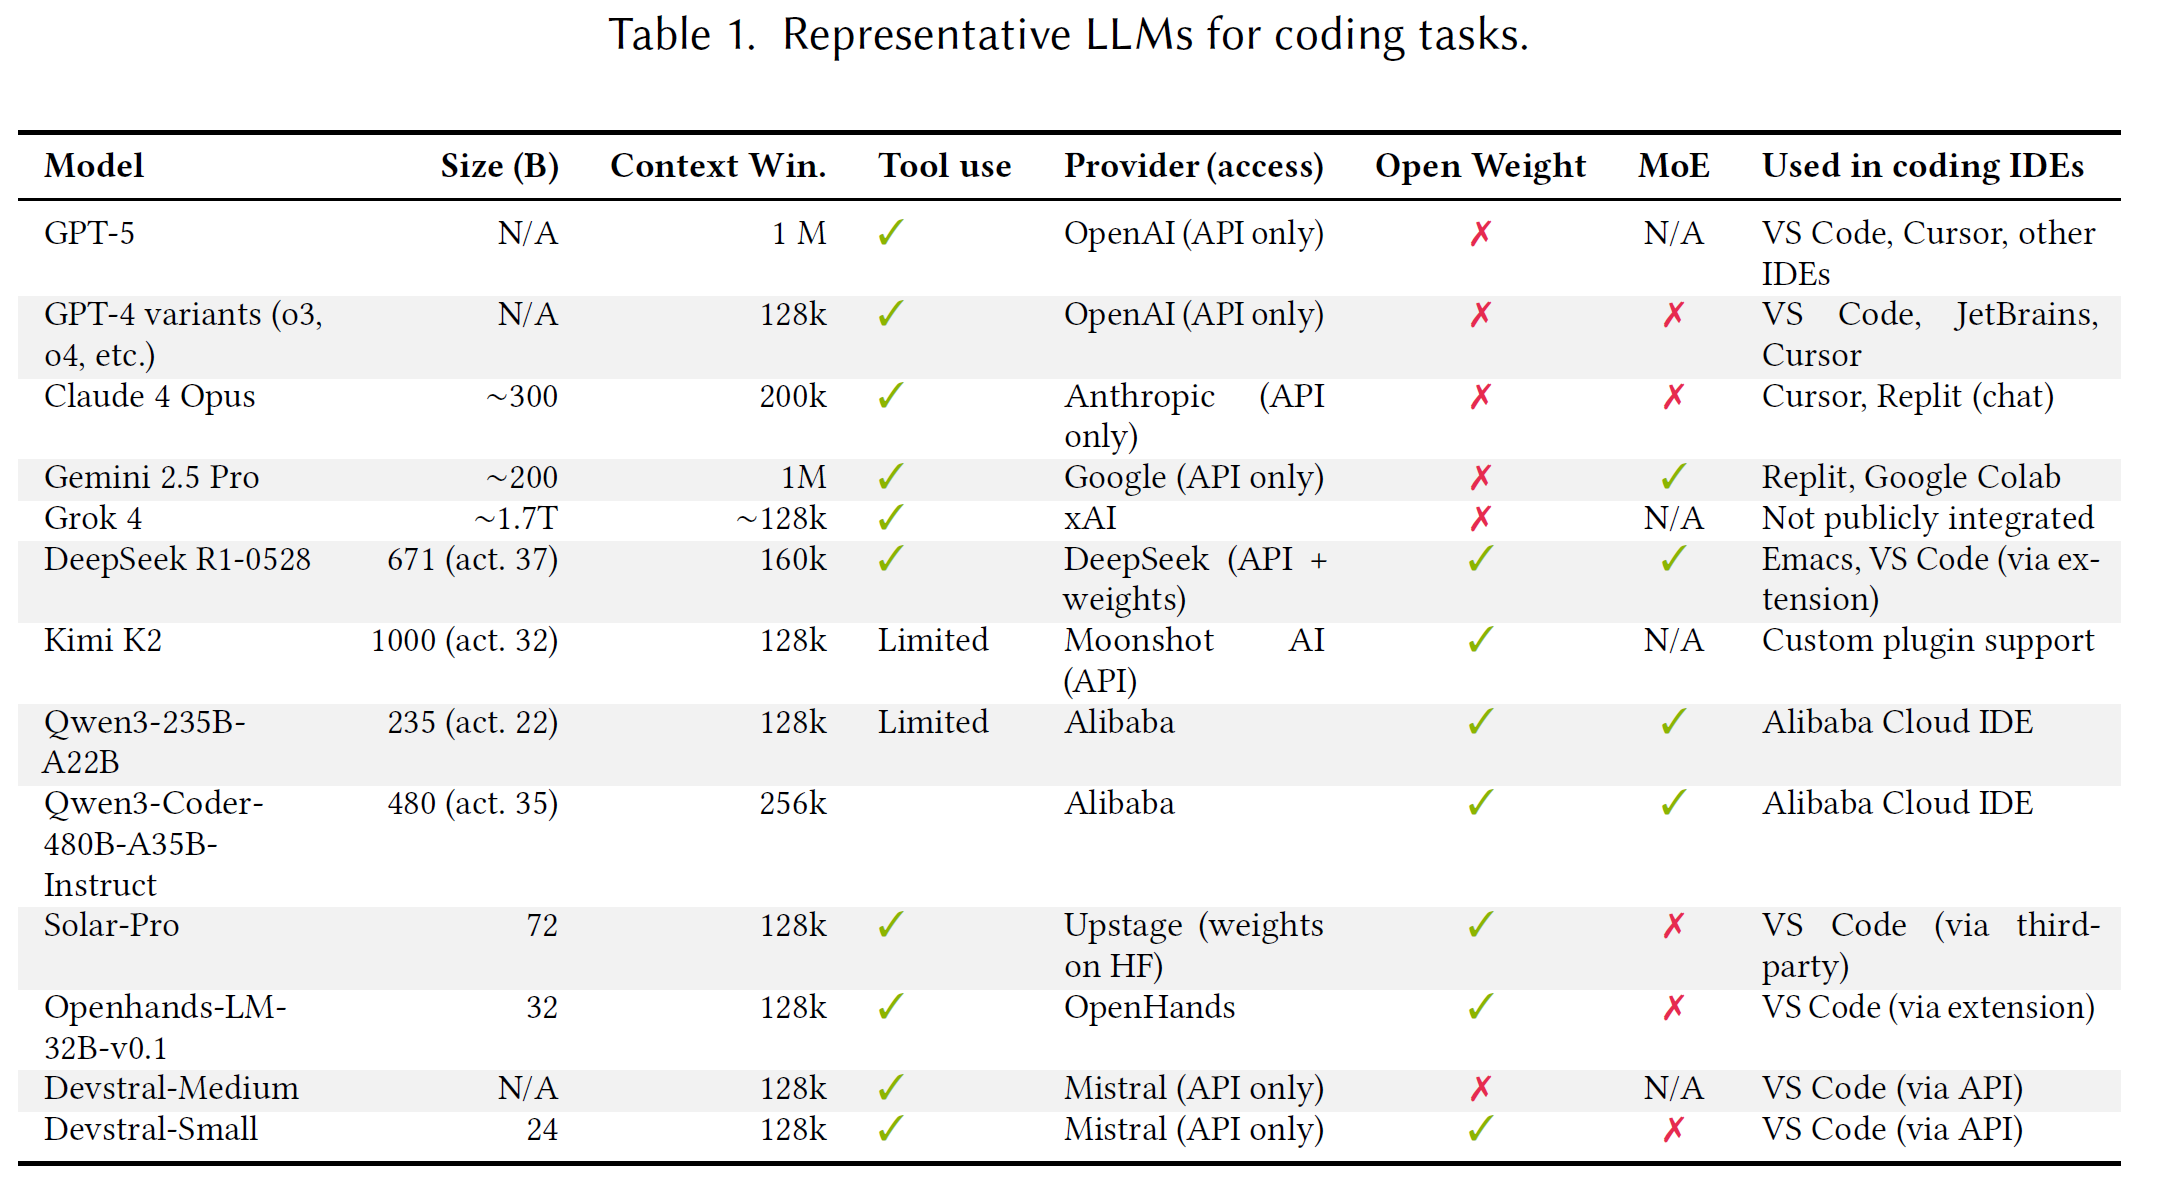 Table 1. Representative LLMs for coding tasks.
Model Size (B) Context Win. Tool use Provider (access) Open Weight MoE Used in coding IDEs
GPT-5 N/A 1 M ✓ OpenAI (API only) ✗ N/A VS Code, Cursor, other
IDEs
GPT-4 variants (o3, N/A 128k ✓ OpenAI (API only) ✗ ✗ VS Code, JetBrains,
o4, etc.) Cursor
Claude 4 Opus ~300 200k ✓ Anthropic (API ✗ ✗ Cursor, Replit (chat)
only)
Gemini 2.5 Pro ~200 1M ✓ Google (API only) ✗ ✓ Replit, Google Colab
Grok 4 ~1.7T ~128k ✓ xAI ✗ N/A Not publicly integrated
DeepSeek R1-0528 671 (act. 37) 160k ✓ DeepSeek (API + ✓ ✓ Emacs, VS Code (via ex-
weights) tension)
Kimi K2 1000 (act. 32) 128k Limited Moonshot AI ✓ N/A Custom plugin support
(API)
Qwen3-235B- 235 (act. 22) 128k Limited Alibaba ✓ ✓ Alibaba Cloud IDE
A22B
Qwen3-Coder- 480 (act. 35) 256k Alibaba ✓ ✓ Alibaba Cloud IDE
480B-A35B-
Instruct
Solar-Pro 72 128k ✓ Upstage (weights ✓ ✗ VS Code (via third-
on HF) party)
Openhands-LM- 32 128k ✓ OpenHands ✓ ✗ VS Code (via extension)
32B-v0.1
Devstral-Medium N/A 128k ✓ Mistral (API only) ✗ N/A VS Code (via API)
Devstral-Small 24 128k ✓ Mistral (API only) ✓ ✗ VS Code (via API)